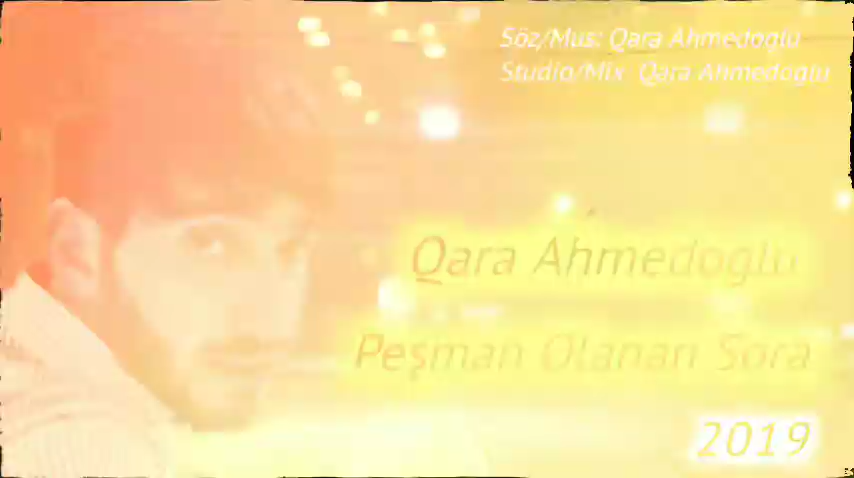 Söz/Mus: Qara Ahmedoglu
Studio/Mix Qara Ahmedoglu
Qara Ahmedoglu
Peşman Olanan Sora
2019